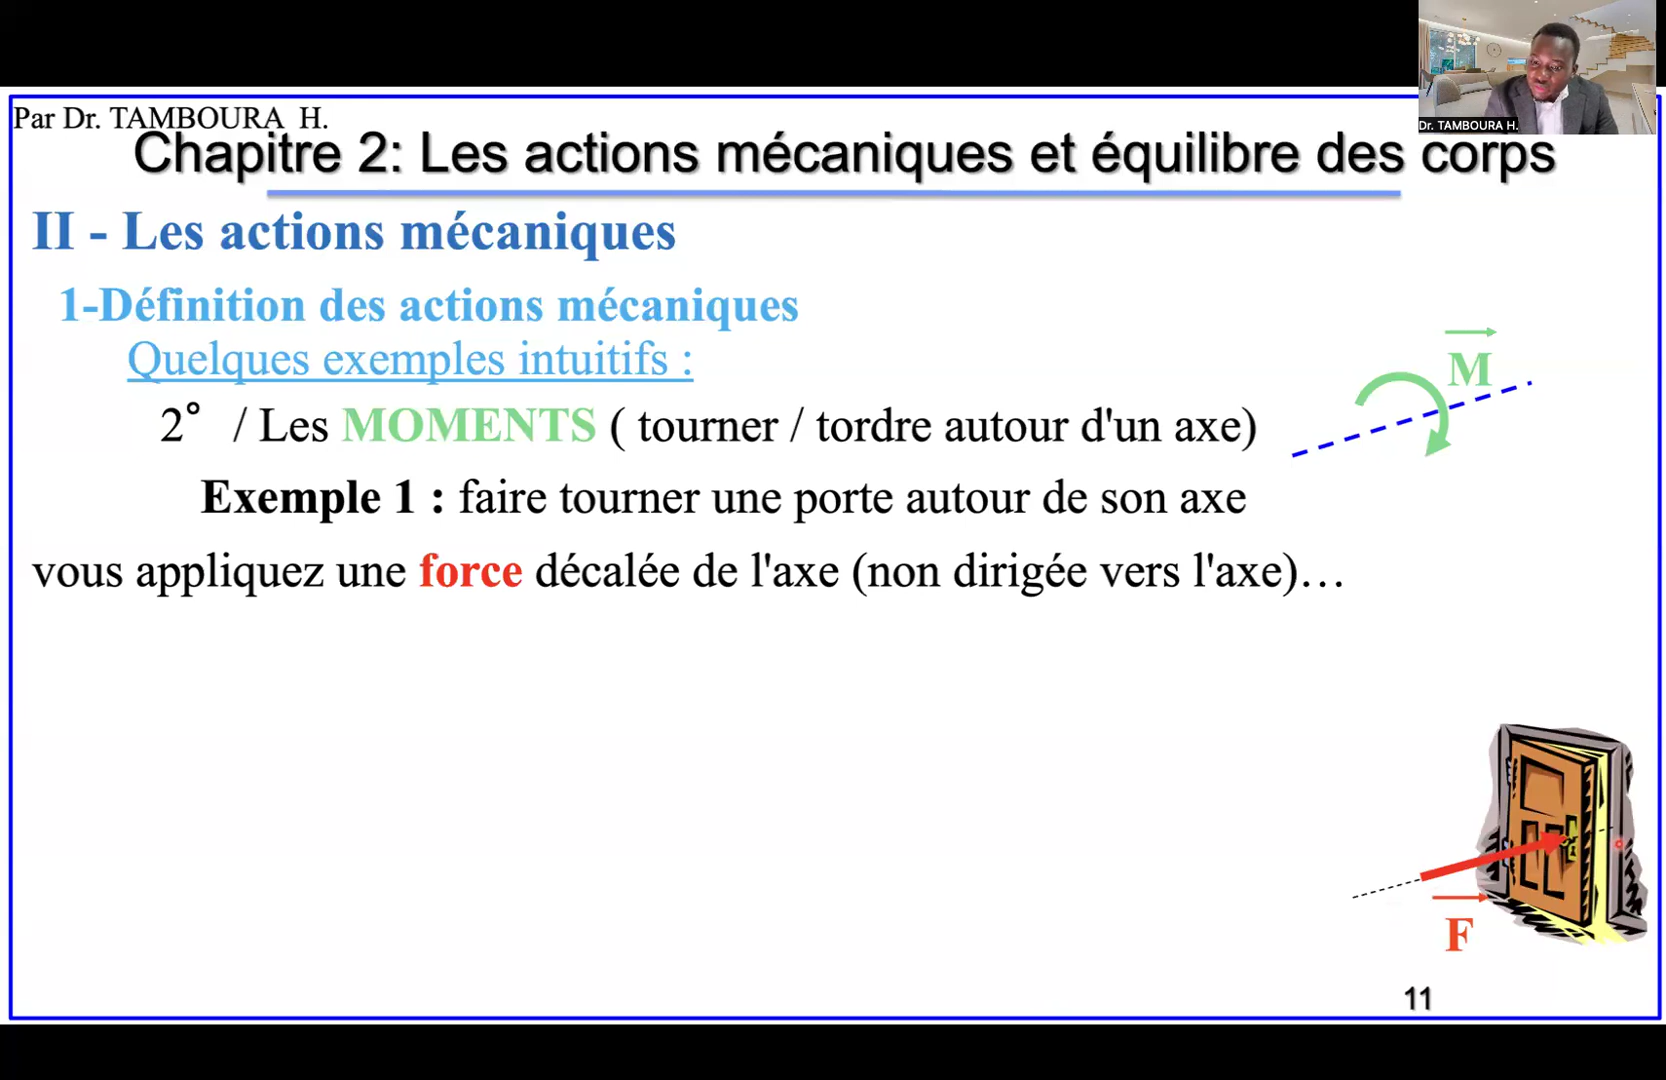 Par Dr. TAMBOURA H.
Dr. TAMBOURA H.
Chapitre 2: Les actions mécaniques et équilibre des corps
II - Les actions mécaniques
1-Définition des actions mécaniques
Quelques exemples intuitifs :
M
2° / Les MOMENTS ( tourner / tordre autour d'un axe)
Exemple 1 : faire tourner une porte autour de son axe
vous appliquez une force décalée de l'axe (non dirigée vers l'axe)…
F
11